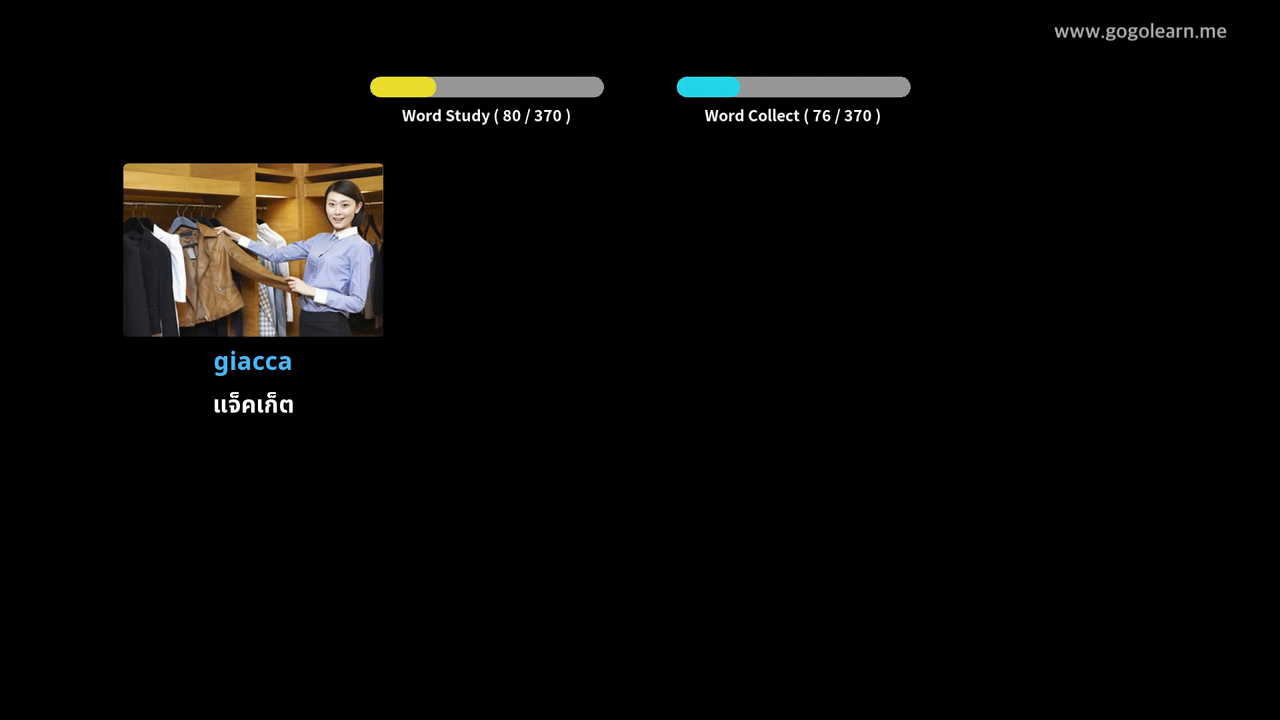 www.gogolearn.me
Word Study ( 80 / 370 )
Word Collect ( 76 / 370 )
giacca
แจ็คเก็ต